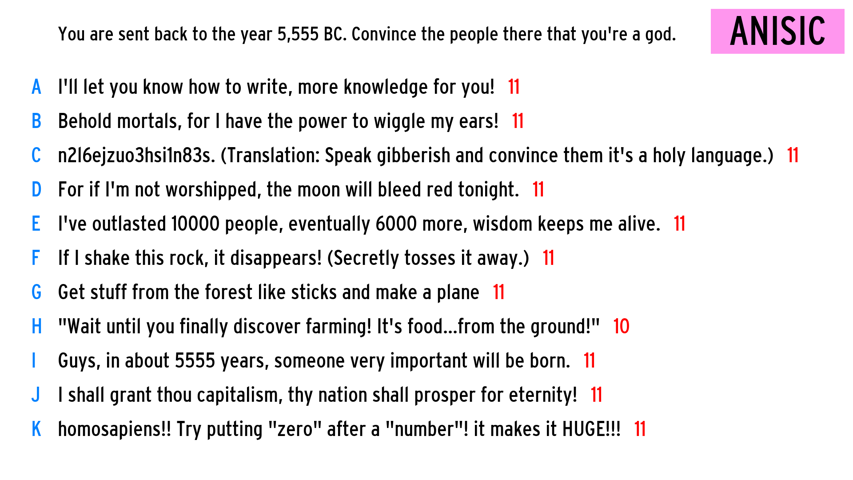 You are sent back to the year 5,555 BC. Convince the people there that you're a god.
ANISIC
A I'll let you know how to write, more knowledge for you! 11
B Behold mortals, for I have the power to wiggle my ears! 11
C n2l6ejzuo3hsi1n83s. (Translation: Speak gibberish and convince them it's a holy language.) 11
D For if I'm not worshipped, the moon will bleed red tonight. 11
E I've outlasted 10000 people, eventually 6000 more, wisdom keeps me alive. 11
F If I shake this rock, it disappears! (Secretly tosses it away.) 11
G Get stuff from the forest like sticks and make a plane 11
H "Wait until you finally discover farming! It's food...from the ground!" 10
I Guys, in about 5555 years, someone very important will be born. 11
J I shall grant thou capitalism, thy nation shall prosper for eternity! 11
K homosapiens!! Try putting "zero" after a "number"! it makes it HUGE!!! 11